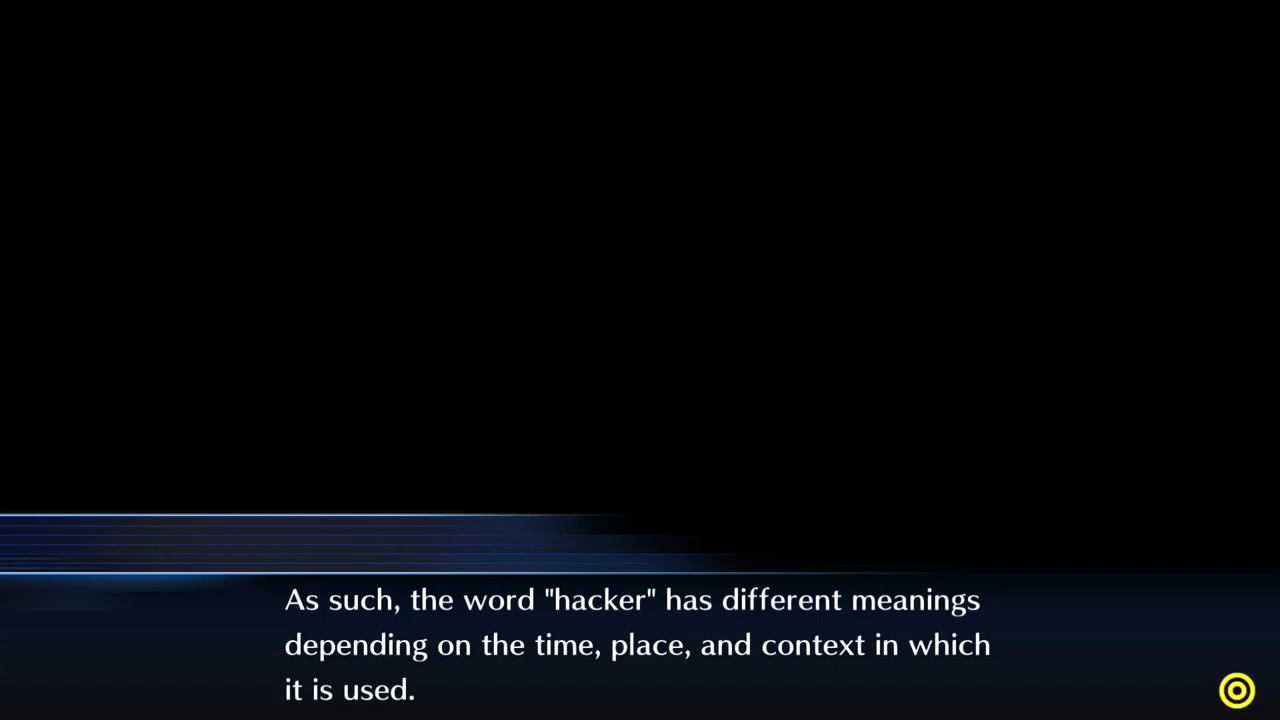 As such, the word "hacker" has different meanings
depending on the time, place, and context in which
it is used.